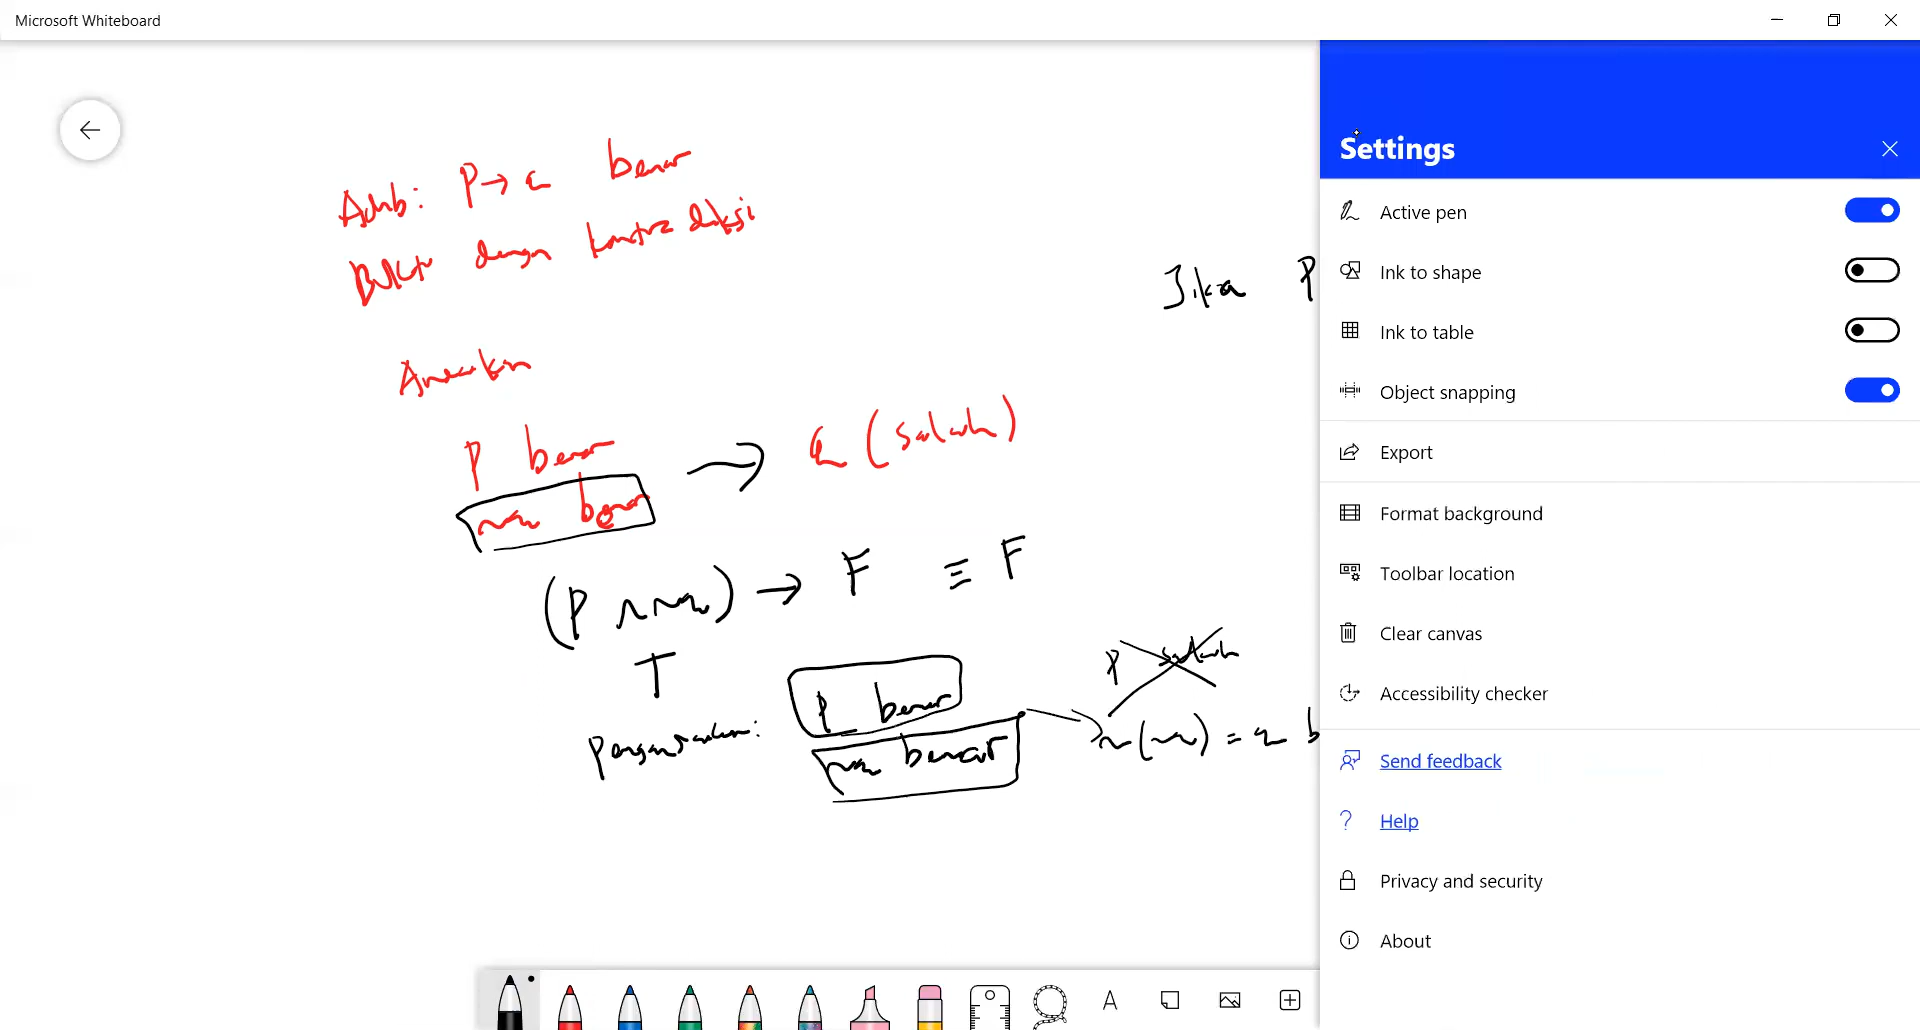 Microsoft Whiteboard
Adb: P → q benar
Bukti dengan kontradiksi
Andaikan
P benar → q (salah)
~q benar
(P ∧ ~q) → F ≡ F
T
Pengandaian: P benar
~q benar
P salah
~(~q) = q b
Jika P
Settings
Active pen
Ink to shape
Ink to table
Object snapping
Export
Format background
Toolbar location
Clear canvas
Accessibility checker
Send feedback
Help
Privacy and security
About